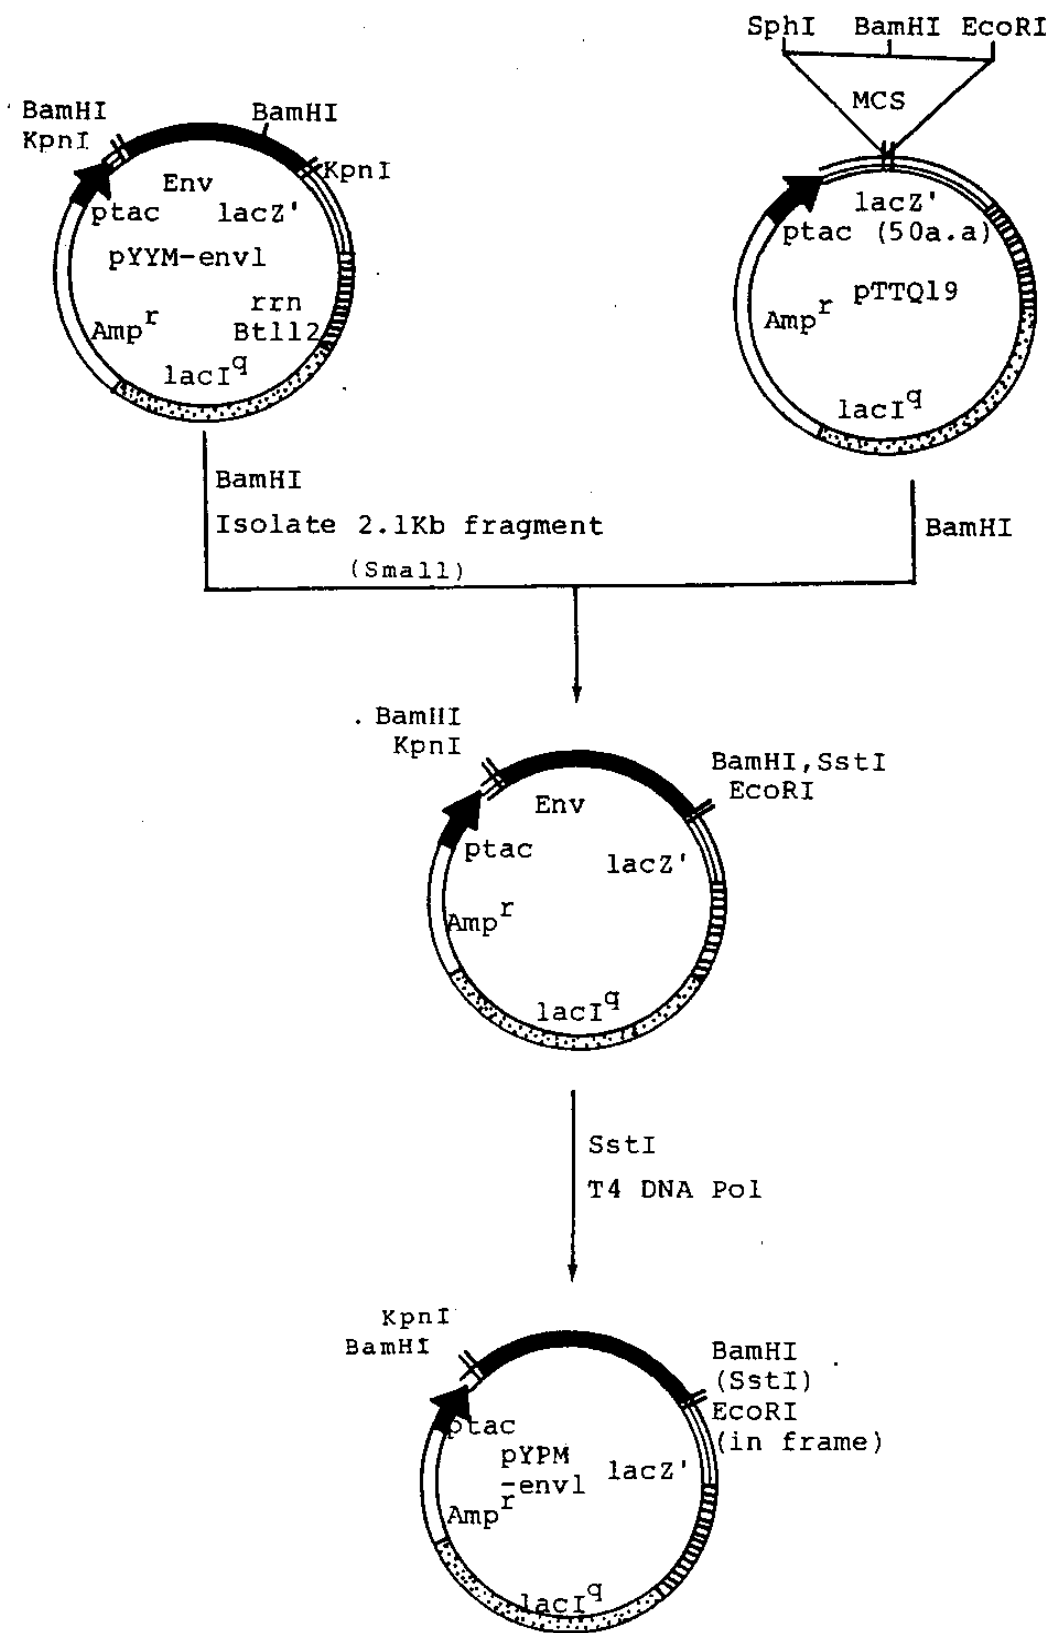 SphI BamHI EcoRI
MCS
BamHI
KpnI
BamHI
KpnI
Env
ptac
lacZ'
pYYM-env1
rrn
Bt112
Amp^r
lacI^q
lacZ'
ptac (50a.a)
pTTQ19
Amp^r
lacI^q
BamHI
Isolate 2.1Kb fragment
(Small)
BamHI
BamHI
KpnI
BamHI,SstI
EcoRI
Env
ptac
lacZ'
Amp^r
lacI^q
SstI
T4 DNA Pol
KpnI
BamHI
BamHI
(SstI)
EcoRI
(in frame)
ptac
pYPM
-env1
lacZ'
Amp^r
lacI^q